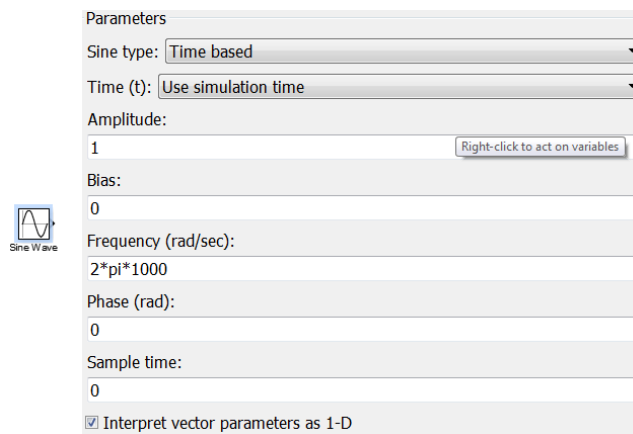 Parameters
Sine type: Time based
Time (t): Use simulation time
Amplitude:
1
Right-click to act on variables
Bias:
0
Sine Wave
Frequency (rad/sec):
2*pi*1000
Phase (rad):
0
Sample time:
0
Interpret vector parameters as 1-D